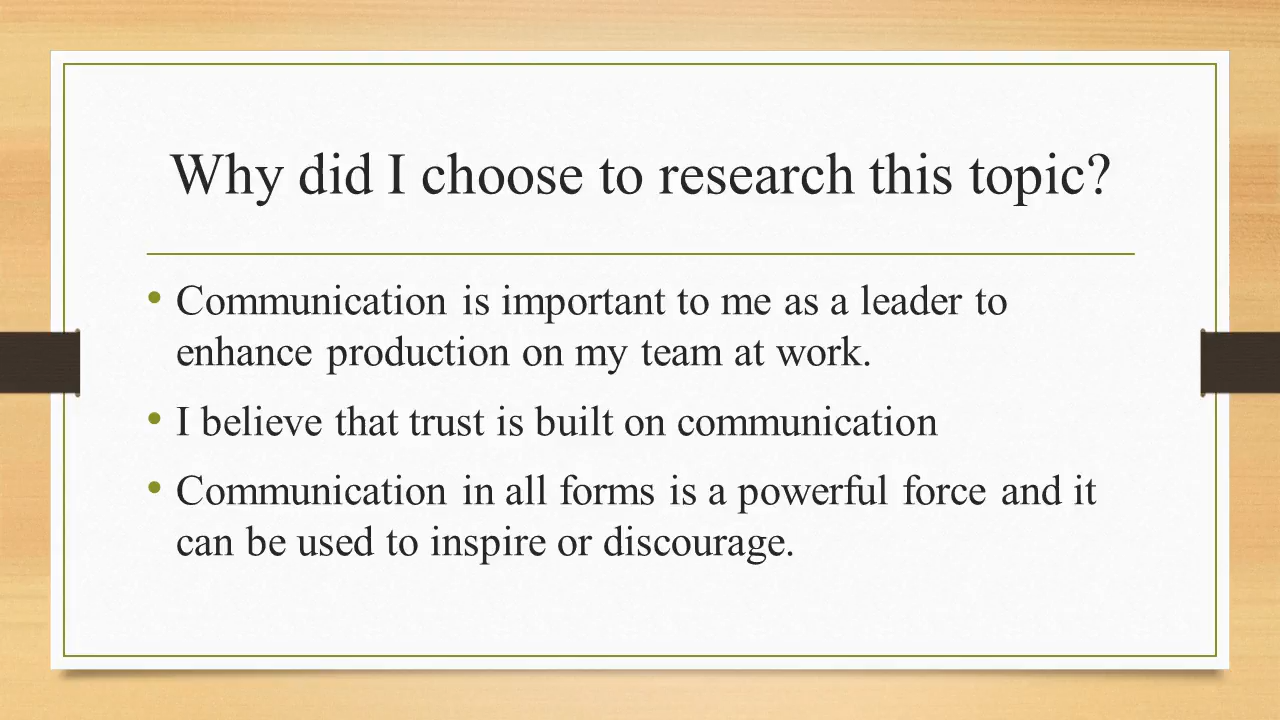 Why did I choose to research this topic?
• Communication is important to me as a leader to
enhance production on my team at work.
• I believe that trust is built on communication
• Communication in all forms is a powerful force and it
can be used to inspire or discourage.